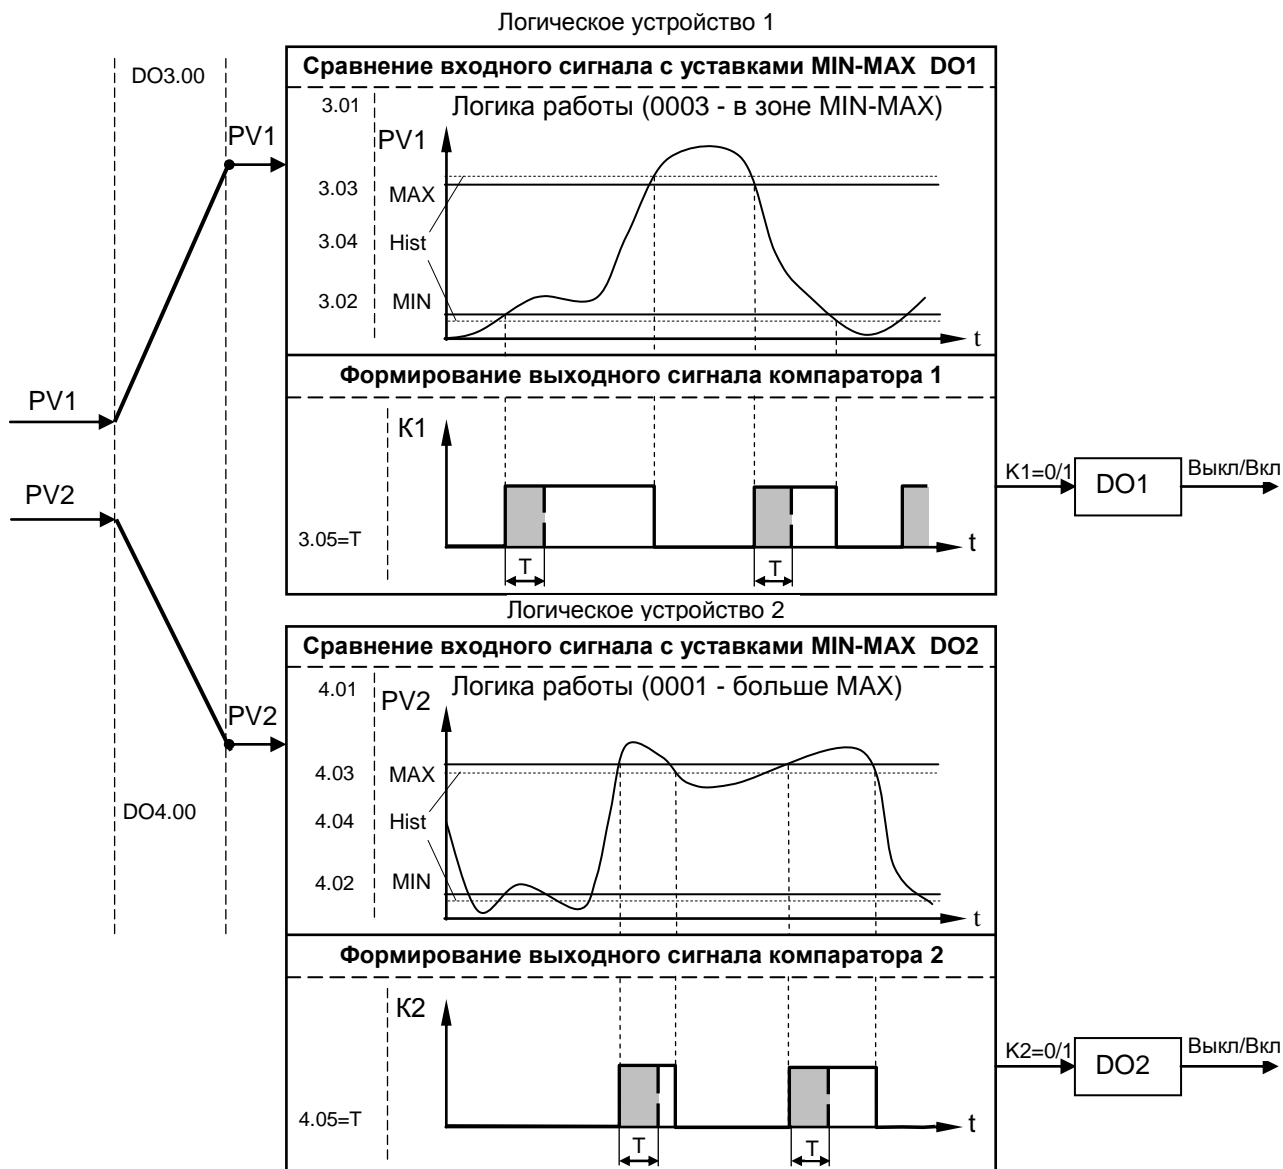 Логическое устройство 1
Сравнение входного сигнала с уставками MIN-MAX DO1
DO3.00
3.01
Логика работы (0003 - в зоне MIN-MAX)
PV1
PV1
3.03
MAX
3.04
Hist
3.02
MIN
t
Формирование выходного сигнала компаратора 1
PV1
К1
K1=0/1
DO1
Выкл/Вкл
PV2
3.05=T
t
T
T
Логическое устройство 2
Сравнение входного сигнала с уставками MIN-MAX DO2
4.01
Логика работы (0001 - больше MAX)
PV2
PV2
4.03
MAX
DO4.00
4.04
Hist
4.02
MIN
t
Формирование выходного сигнала компаратора 2
К2
K2=0/1
DO2
Выкл/Вкл
4.05=T
t
T
T